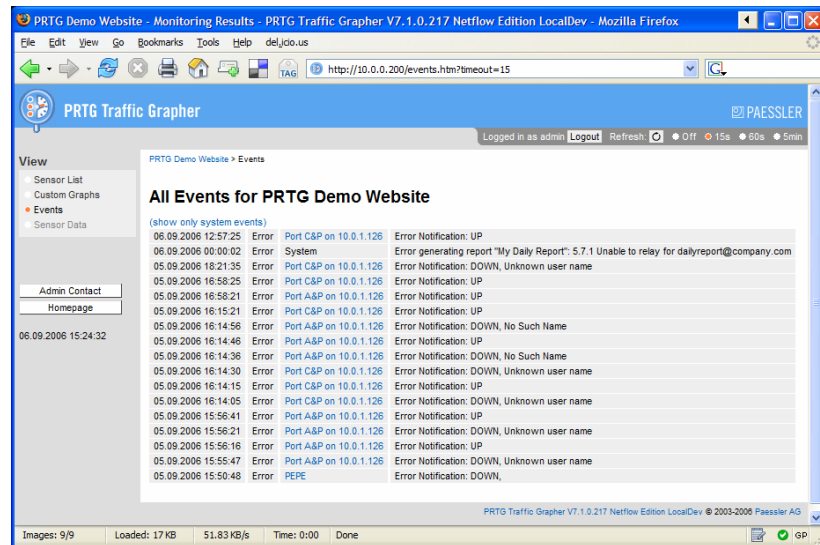 PRTG Demo Website - Monitoring Results - PRTG Traffic Grapher V7.1.0.217 Netflow Edition LocalDev - Mozilla Firefox
File Edit View Go Bookmarks Tools Help del.icio.us
TAG http://10.0.0.200/events.htm?timeout=15 G
PRTG Traffic Grapher PAESSLER
Logged in as admin Logout Refresh: Off 15s 60s 5min
View
Sensor List
Custom Graphs
Events
Sensor Data
Admin Contact
Homepage
06.09.2006 15:24:32
PRTG Demo Website > Events
All Events for PRTG Demo Website
(show only system events)
06.09.2006 12:57:25 Error Port C&P on 10.0.1.126 Error Notification: UP
06.09.2006 00:00:02 Error System Error generating report "My Daily Report": 5.7.1 Unable to relay for dailyreport@company.com
05.09.2006 18:21:35 Error Port C&P on 10.0.1.126 Error Notification: DOWN, Unknown user name
05.09.2006 16:58:25 Error Port C&P on 10.0.1.126 Error Notification: UP
05.09.2006 16:58:21 Error Port A&P on 10.0.1.126 Error Notification: UP
05.09.2006 16:15:21 Error Port C&P on 10.0.1.126 Error Notification: UP
05.09.2006 16:14:56 Error Port A&P on 10.0.1.126 Error Notification: DOWN, No Such Name
05.09.2006 16:14:46 Error Port A&P on 10.0.1.126 Error Notification: UP
05.09.2006 16:14:36 Error Port A&P on 10.0.1.126 Error Notification: DOWN, No Such Name
05.09.2006 16:14:30 Error Port C&P on 10.0.1.126 Error Notification: DOWN, Unknown user name
05.09.2006 16:14:15 Error Port C&P on 10.0.1.126 Error Notification: UP
05.09.2006 16:14:05 Error Port C&P on 10.0.1.126 Error Notification: DOWN, Unknown user name
05.09.2006 15:56:41 Error Port A&P on 10.0.1.126 Error Notification: UP
05.09.2006 15:56:21 Error Port A&P on 10.0.1.126 Error Notification: DOWN, Unknown user name
05.09.2006 15:56:16 Error Port A&P on 10.0.1.126 Error Notification: UP
05.09.2006 15:55:47 Error Port A&P on 10.0.1.126 Error Notification: DOWN, Unknown user name
05.09.2006 15:50:48 Error PEPE Error Notification: DOWN,
PRTG Traffic Grapher V7.1.0.217 Netflow Edition LocalDev © 2003-2006 Paessler AG
Images: 9/9 Loaded: 17 KB 51.83 KB/s Time: 0:00 Done GP